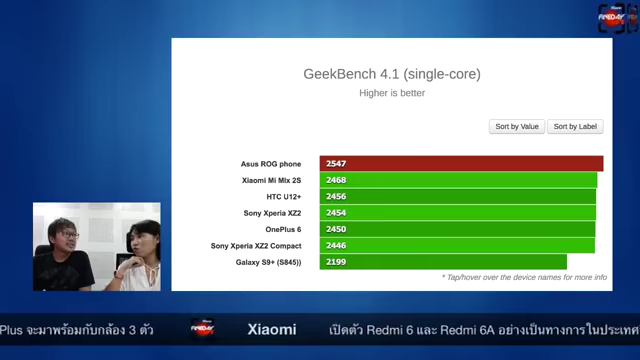 FINEDAY
GeekBench 4.1 (single-core)
Higher is better
Sort by Value
Sort by Label
Asus ROG phone 2547
Xiaomi Mi Mix 2S 2468
HTC U12+ 2456
Sony Xperia XZ2 2454
OnePlus 6 2450
Sony Xperia XZ2 Compact 2446
Galaxy S9+ (S845)) 2199
* Tap/hover over the device names for more info
Plus จะมาพร้อมกับกล้อง 3 ตัว FINEDAY Xiaomi เปิดตัว Redmi 6 และ Redmi 6A อย่างเป็นทางการในประเทศ